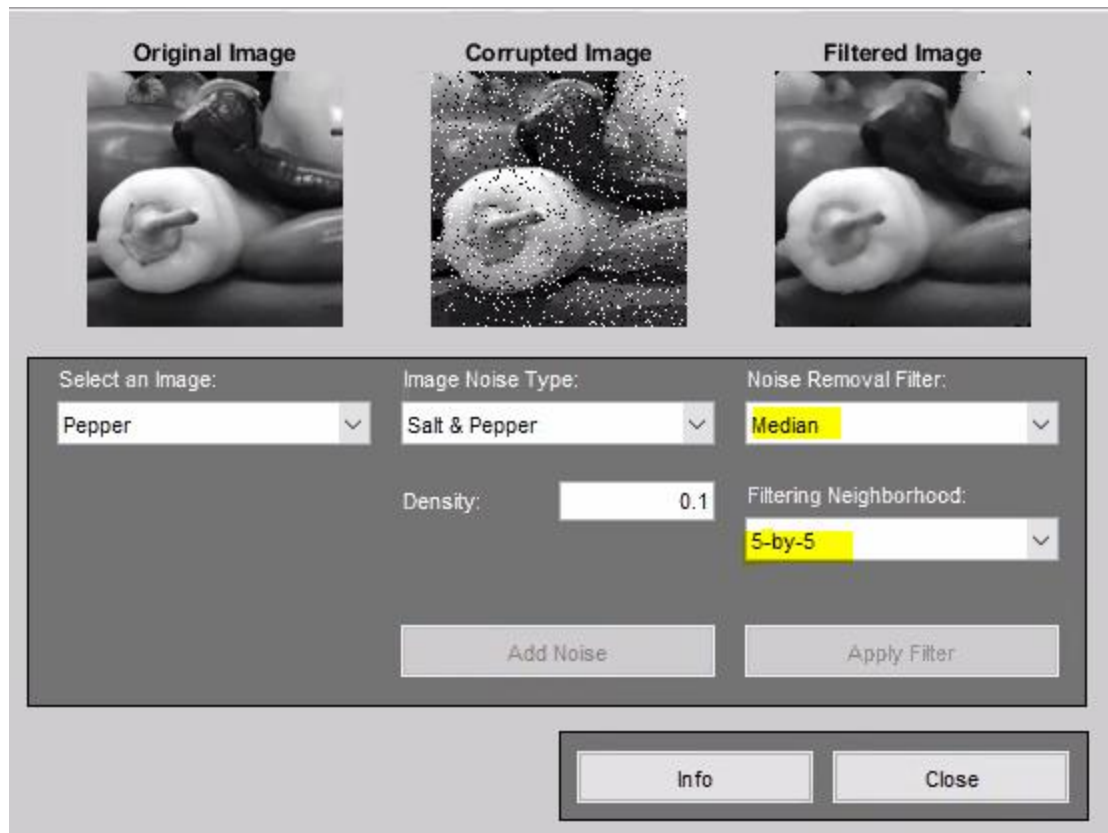 Original Image
Corrupted Image
Filtered Image
Select an Image:
Image Noise Type:
Noise Removal Filter:
Pepper
Salt & Pepper
Median
Density:
0.1
Filtering Neighborhood:
5-by-5
Add Noise
Apply Filter
Info
Close